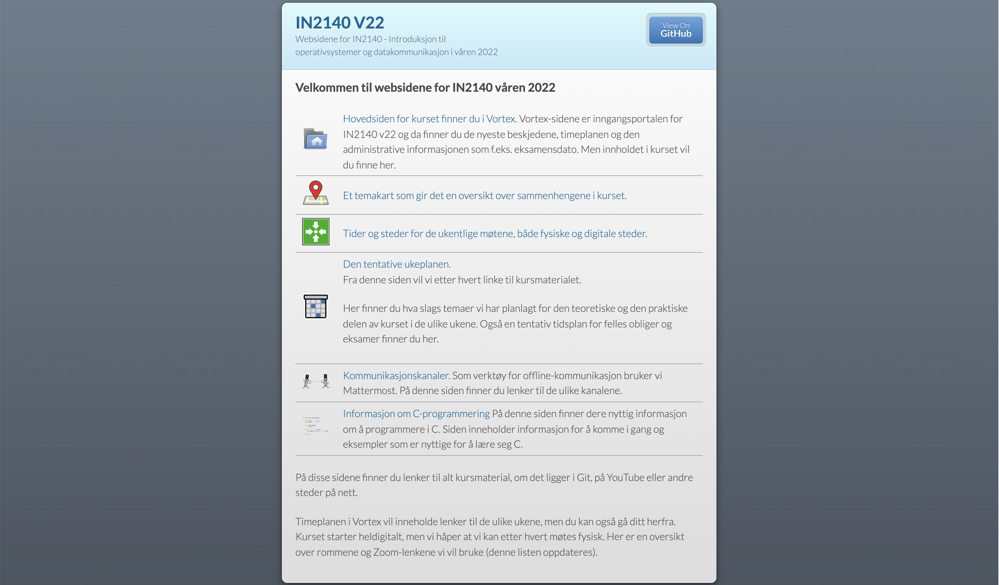 IN2140 V22
Websidene for IN2140 - Introduksjon til
operativsystemer og datakommunikasjon i våren 2022
View On
GitHub
Velkommen til websidene for IN2140 våren 2022
Hovedsiden for kurset finner du i Vortex. Vortex-sidene er inngangsportalen for
IN2140 v22 og da finner du de nyeste beskjedene, timeplanen og den
administrative informasjonen som f.eks. eksamensdato. Men innholdet i kurset vil
du finne her.
Et temakart som gir det en oversikt over sammenhengene i kurset.
Tider og steder for de ukentlige møtene, både fysiske og digitale steder.
Den tentative ukeplanen.
Fra denne siden vil vi etter hvert linke til kursmaterialet.
Her finner du hva slags temaer vi har planlagt for den teoretiske og den praktiske
delen av kurset i de ulike ukene. Også en tentativ tidsplan for felles obliger og
eksamer finner du her.
Kommunikasjonskanaler. Som verktøy for offline-kommunikasjon bruker vi
Mattermost. På denne siden finner du lenker til de ulike kanalene.
Informasjon om C-programmering På denne siden finner dere nyttig informasjon
om å programmere i C. Siden inneholder informasjon for å komme i gang og
eksempler som er nyttige for å lære seg C.
På disse sidene finner du lenker til alt kursmaterial, om det ligger i Git, på YouTube eller andre
steder på nett.
Timeplanen i Vortex vil inneholde lenker til de ulike ukene, men du kan også gå ditt herfra.
Kurset starter heldigitalt, men vi håper at vi kan etter hvert møtes fysisk. Her er en oversikt
over rommene og Zoom-lenkene vi vil bruke (denne listen oppdateres).